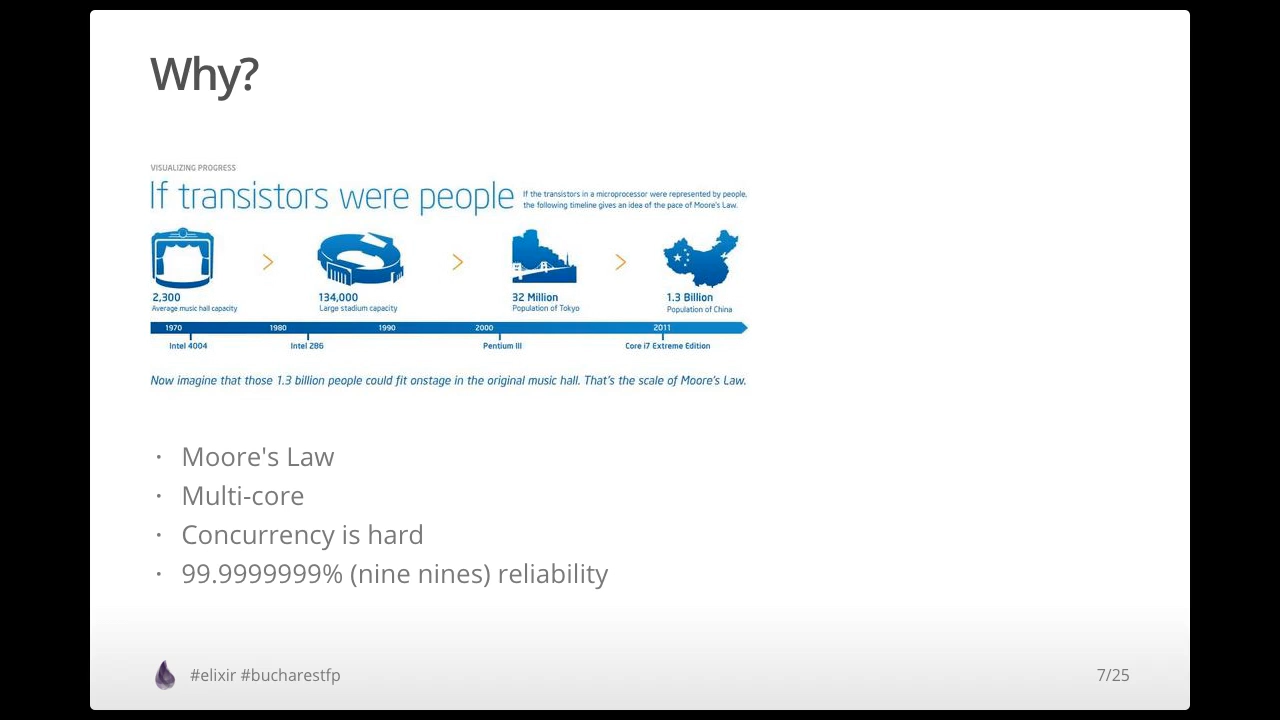 Why?
VISUALIZING PROGRESS
If transistors were people
If the transistors in a microprocessor were represented by people,
the following timeline gives an idea of the pace of Moore's Law.
2,300
Average music hall capacity
>
134,000
Large stadium capacity
>
32 Million
Population of Tokyo
>
1.3 Billion
Population of China
1970 1980 1990 2000 2011
Intel 4004 Intel 286 Pentium III Core i7 Extreme Edition
Now imagine that those 1.3 billion people could fit onstage in the original music hall. That's the scale of Moore's Law.
· Moore's Law
· Multi-core
· Concurrency is hard
· 99.9999999% (nine nines) reliability
#elixir #bucharestfp 7/25